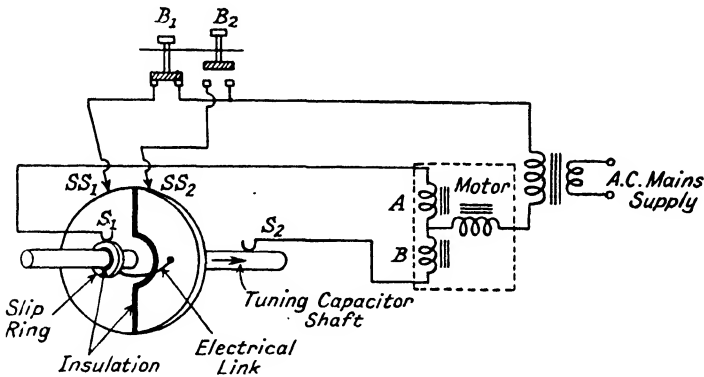 B₁ B₂
SS₁ SS₂
S₁
S₂
A
Motor
B
A.C. Mains
Supply
Slip
Ring
Insulation
Electrical
Link
Tuning Capacitor
Shaft